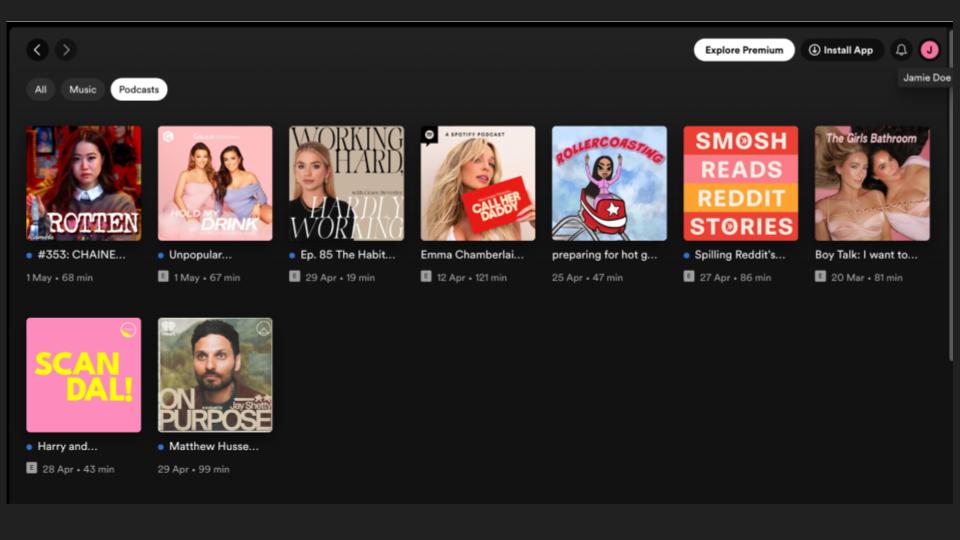 Explore Premium
Install App
J
Jamie Doe
All
Music
Podcasts
ROTTEN
HOLD MY
DRINK
WORKING
HARD,
HARDLY
WORKING
A SPOTIFY PODCAST
CALL HER
DADDY
ROLLERCOASTING
SMOSH
READS
REDDIT
STORIES
The Girls Bathroom
#353: CHAINE...
Unpopular...
Ep. 85 The Habit...
Emma Chamberlai...
preparing for hot g...
Spilling Reddit's...
Boy Talk: I want to...
1 May • 68 min
E 1 May • 67 min
E 29 Apr • 19 min
E 12 Apr • 121 min
25 Apr • 47 min
E 27 Apr • 86 min
E 20 Mar • 81 min
SCAN
DAL!
ON
Jay Shetty
PURPOSE
Harry and...
Matthew Husse...
E 28 Apr • 43 min
29 Apr • 99 min